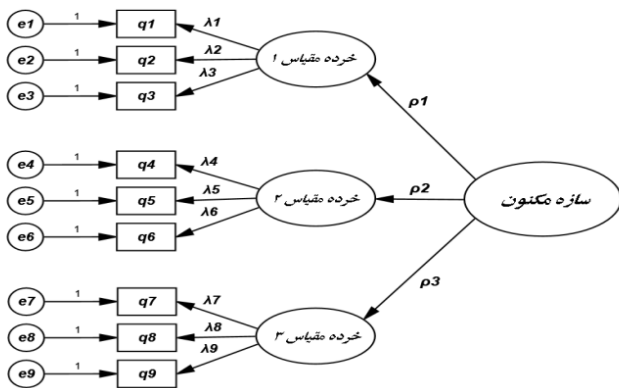 e1 1 q1 λ1
e2 1 q2 λ2 خرده مقیاس ۱
e3 1 q3 λ3
ρ1
e4 1 q4 λ4
e5 1 q5 λ5 خرده مقیاس ۲ ρ2 سازه مکنون
e6 1 q6 λ6
ρ3
e7 1 q7 λ7
e8 1 q8 λ8 خرده مقیاس ۳
e9 1 q9 λ9